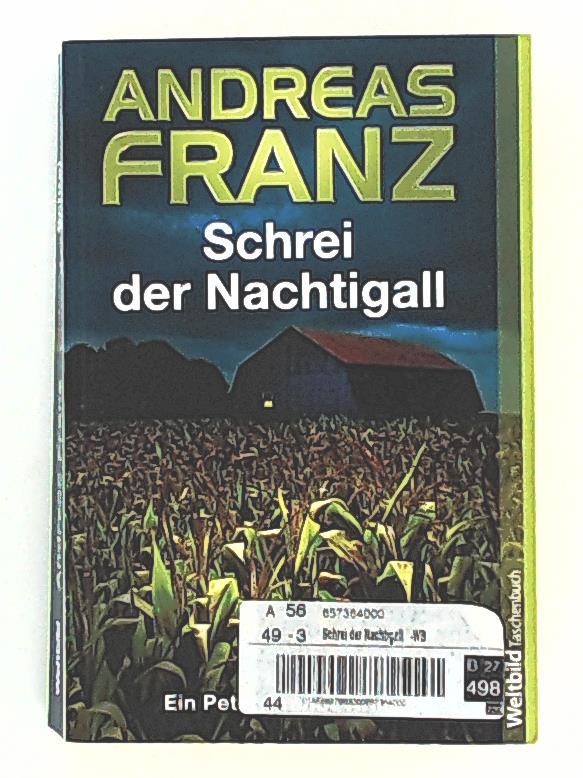 ANDREAS
FRANZ
Schrei
der Nachtigall
A 56 657364000
49 - 3 Schrei der Nachtigall -WB
B 27
498
44
Ein Pet
Weltbild Taschenbuch